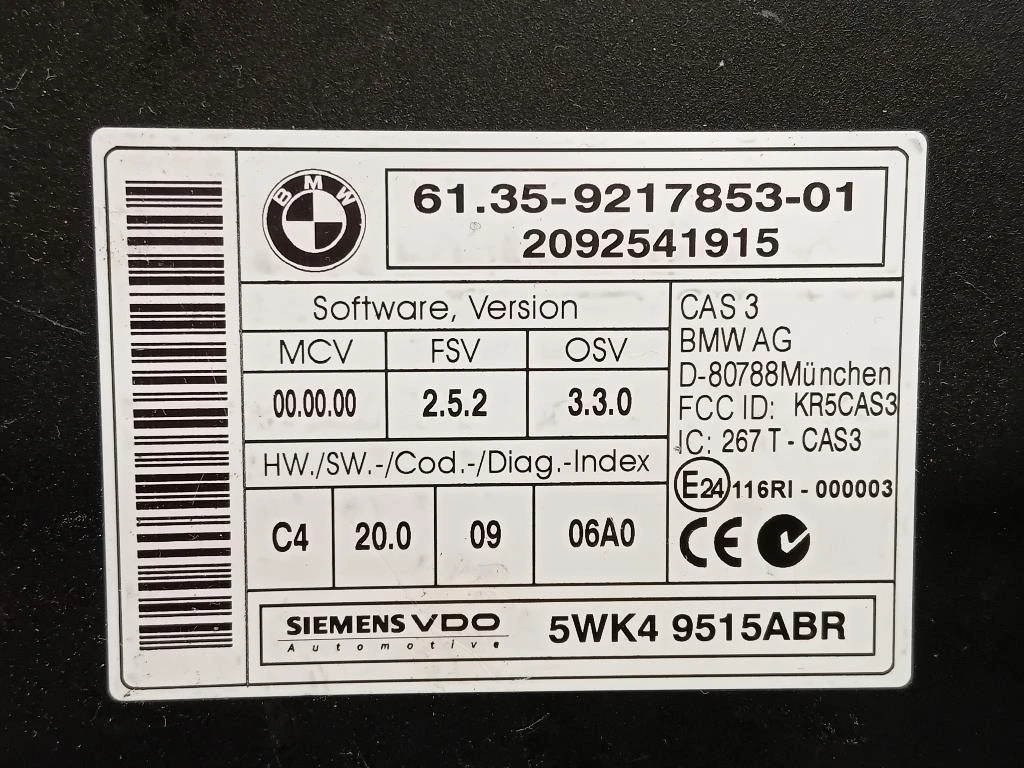 BMW
61.35-9217853-01
2092541915
Software, Version
MCV FSV OSV
00.00.00 2.5.2 3.3.0
HW./SW.-/Cod.-/Diag.-Index
C4 20.0 09 06A0
CAS 3
BMW AG
D-80788München
FCC ID: KR5CAS3
IC: 267 T - CAS3
E24 116RI - 000003
CE
SIEMENS VDO
Automotive
5WK4 9515ABR